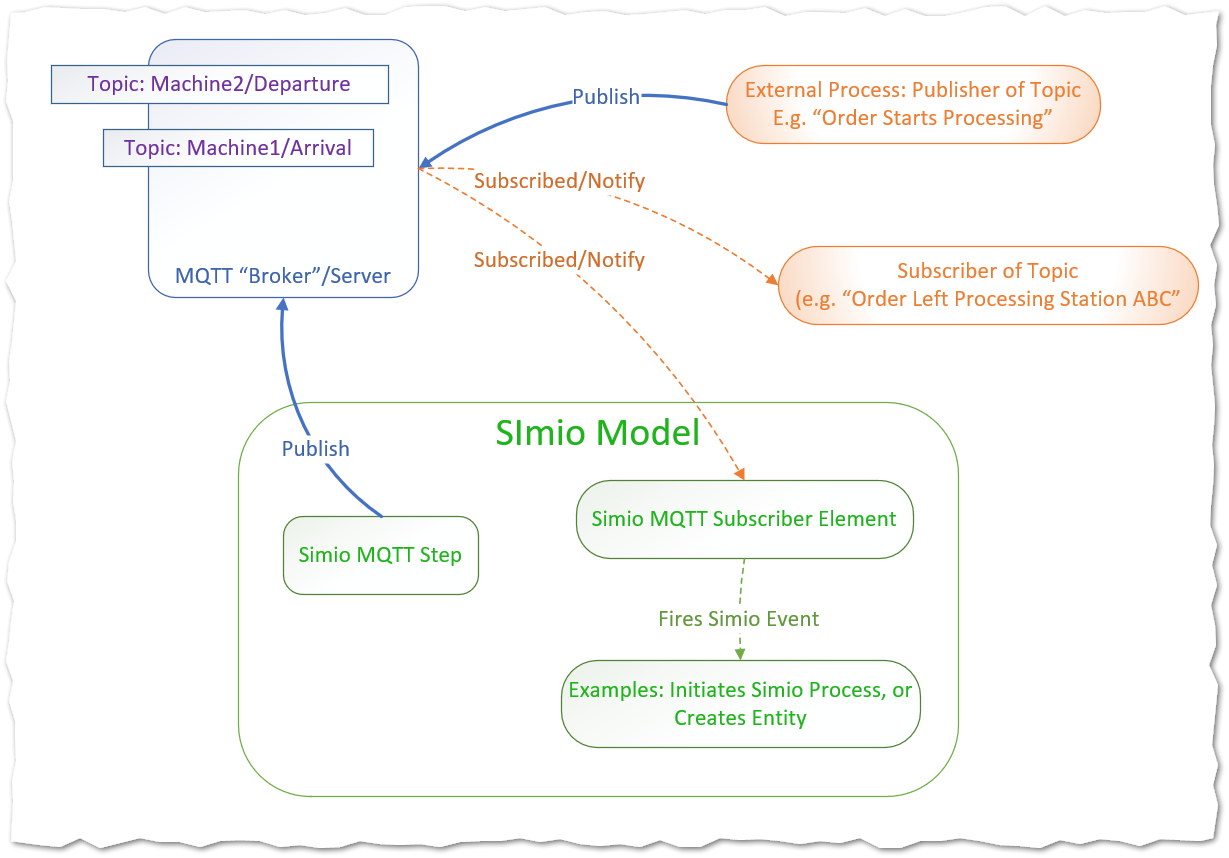 Topic: Machine2/Departure
Topic: Machine1/Arrival
MQTT “Broker”/Server
Publish
External Process: Publisher of Topic
E.g. “Order Starts Processing”
Subscribed/Notify
Subscribed/Notify
Subscriber of Topic
(e.g. “Order Left Processing Station ABC”
Publish
SImio Model
Simio MQTT Step
Simio MQTT Subscriber Element
Fires Simio Event
Examples: Initiates Simio Process, or
Creates Entity